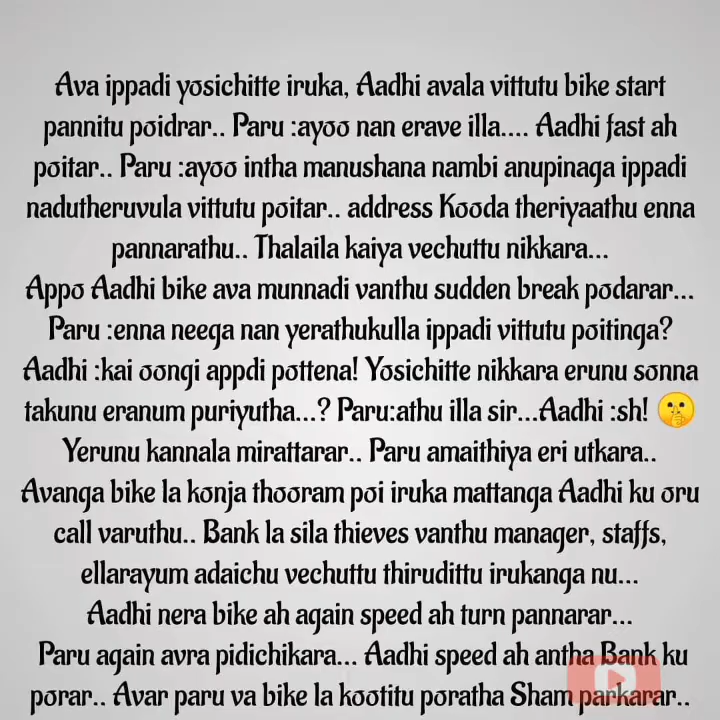 Ava ippadi yosichitte iruka, Aadhi avala vittutu bike start
pannitu poidrar.. Paru :ayoo nan erave illa.... Aadhi fast ah
poitar.. Paru :ayoo intha manushana nambi anupinaga ippadi
nadutheruvula vittutu poitar.. address Kooda theriyaathu enna
pannarathu.. Thalaila kaiya vechuttu nikkara...
Appo Aadhi bike ava munnadi vanthu sudden break podarar...
Paru :enna neega nan yerathukulla ippadi vittutu poitinga?
Aadhi :kai oongi appdi pottena! Yosichitte nikkara erunu sonna
takunu eranum puriyutha...? Paru:athu illa sir...Aadhi :sh! 🤫
Yerunu kannala mirattarar.. Paru amaithiya eri utkara..
Avanga bike la konja thooram poi iruka mattanga Aadhi ku oru
call varuthu.. Bank la sila thieves vanthu manager, staffs,
ellarayum adaichu vechuttu thirudittu irukanga nu...
Aadhi nera bike ah again speed ah turn pannarar...
Paru again avra pidichikara... Aadhi speed ah antha Bank ku
porar.. Avar paru va bike la kootitu poratha Sham parkarar..